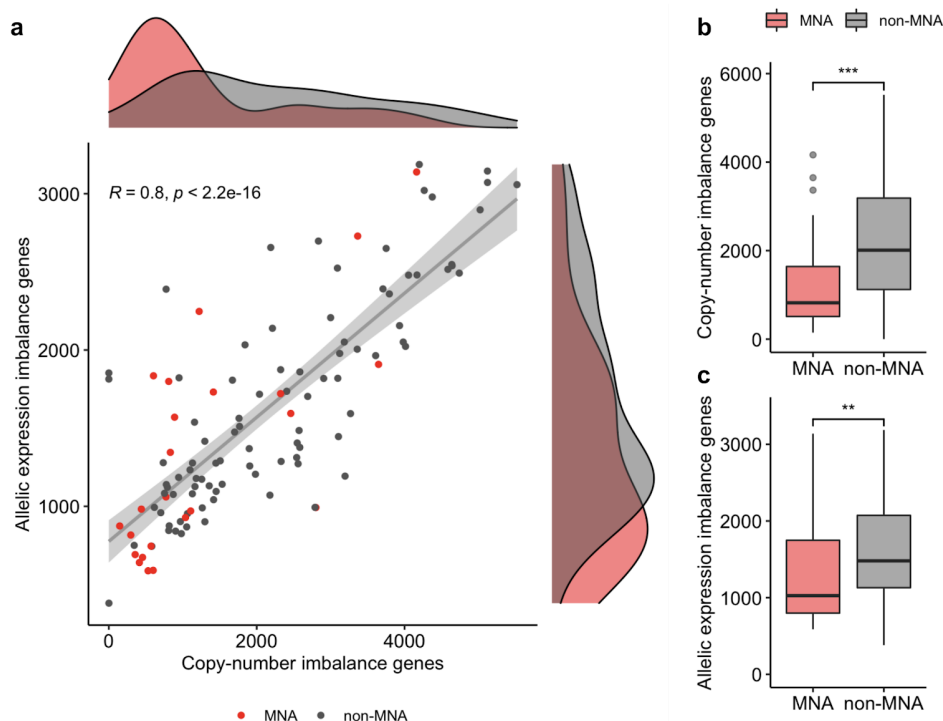 a
R = 0.8, p < 2.2e-16
3000
2000
1000
Allelic expression imbalance genes
0
2000
4000
Copy-number imbalance genes
MNA
non-MNA
b
MNA
non-MNA
***
6000
4000
2000
0
Copy-number imbalance genes
MNA
non-MNA
c
**
3000
2000
1000
0
Allelic expression imbalance genes
MNA
non-MNA